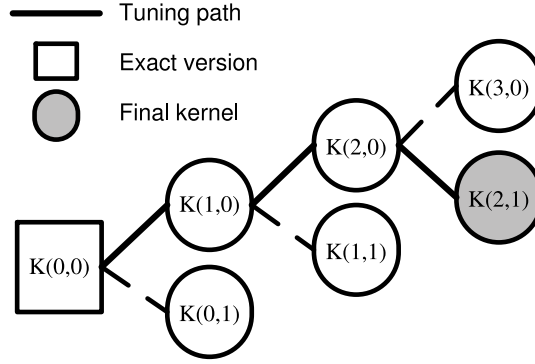 Tuning path
Exact version
Final kernel
K(0,0)
K(1,0)
K(0,1)
K(2,0)
K(1,1)
K(3,0)
K(2,1)